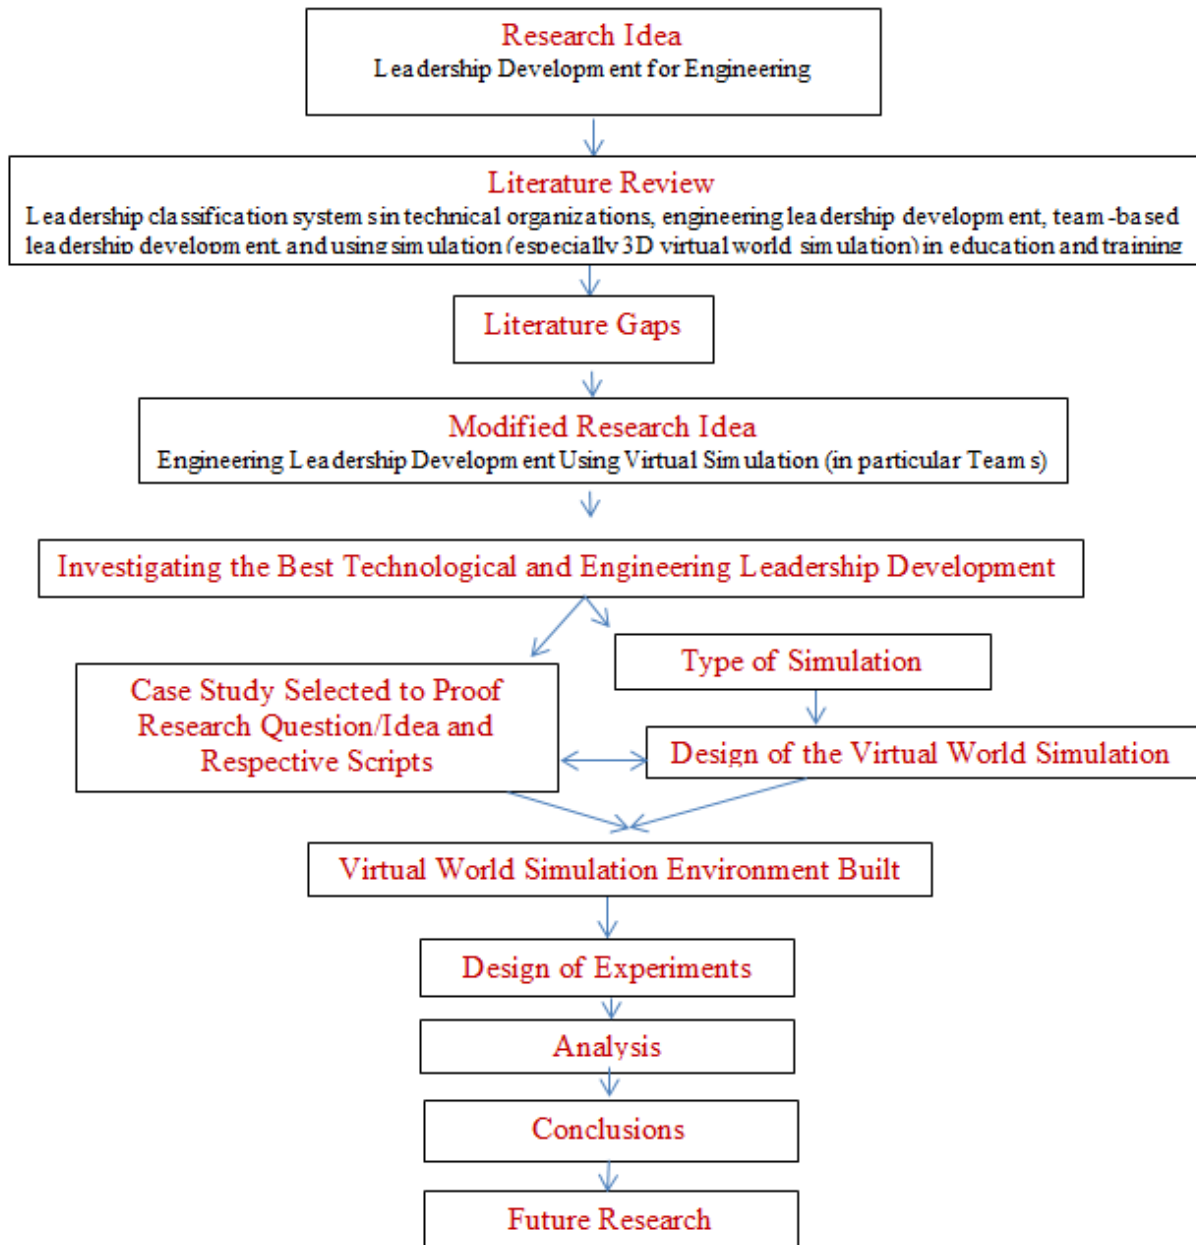 Research Idea
Leadership Development for Engineering
Literature Review
Leadership classification systems in technical organizations, engineering leadership development, team-based
leadership development, and using simulation (especially 3D virtual world simulation) in education and training
Literature Gaps
Modified Research Idea
Engineering Leadership Development Using Virtual Simulation (in particular Teams)
Investigating the Best Technological and Engineering Leadership Development
Type of Simulation
Case Study Selected to Proof
Research Question/Idea and
Respective Scripts
Design of the Virtual World Simulation
Virtual World Simulation Environment Built
Design of Experiments
Analysis
Conclusions
Future Research